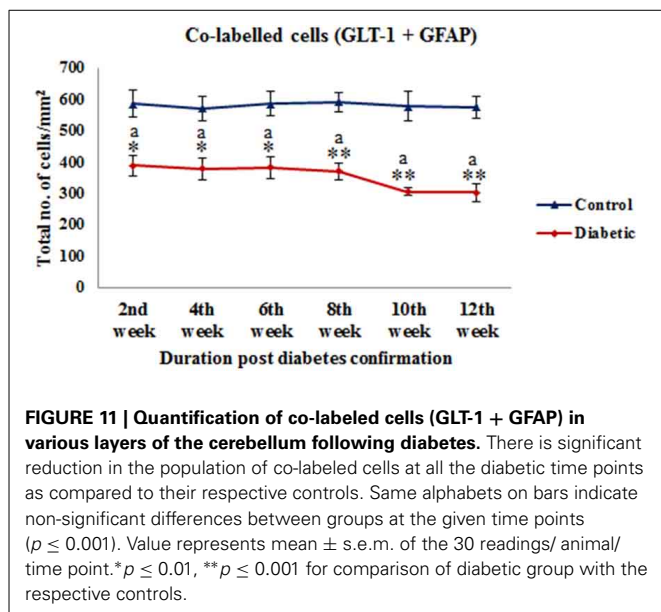 Co-labelled cells (GLT-1 + GFAP)
Total no. of cells/mm²
700
600
500
400
300
200
100
0
a a a a a a
* * * ** ** **
2nd week 4th week 6th week 8th week 10th week 12th week
Duration post diabetes confirmation
Control
Diabetic
FIGURE 11 | Quantification of co-labeled cells (GLT-1 + GFAP) in
various layers of the cerebellum following diabetes. There is significant
reduction in the population of co-labeled cells at all the diabetic time points
as compared to their respective controls. Same alphabets on bars indicate
non-significant differences between groups at the given time points
(p ≤ 0.001). Value represents mean ± s.e.m. of the 30 readings/ animal/
time point.*p ≤ 0.01, **p ≤ 0.001 for comparison of diabetic group with the
respective controls.